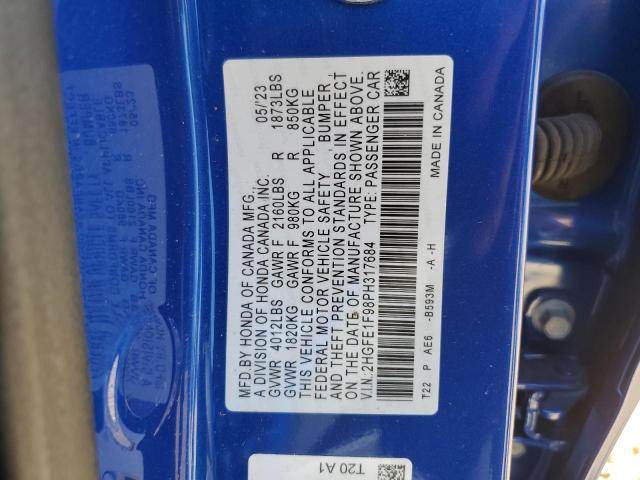 MFD.BY HONDA OF CANADA MFG.,
A DIVISION OF HONDA CANADA INC. 05/'23
GVWR 4012LBS GAWR F 2160LBS R 1873LBS
GVWR 1820KG GAWR F 980KG R 850KG
THIS VEHICLE CONFORMS TO ALL APPLICABLE
FEDERAL MOTOR VEHICLE SAFETY , BUMPER ,
AND THEFT PREVENTION STANDARDS IN EFFECT
ON THE DATE OF MANUFACTURE SHOWN ABOVE.
V.I.N.:2HGFE1F98PH317684 TYPE: PASSENGER CAR
T22 P AE6 -B593M -A -H MADE IN CANADA
T20 A1